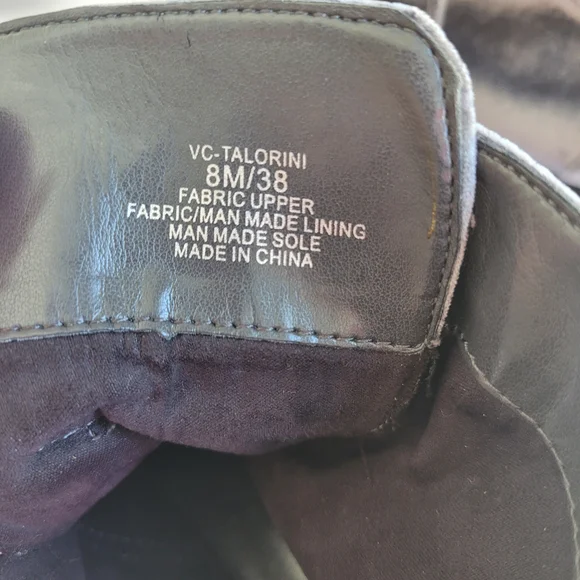 VC-TALORINI
8M/38
FABRIC UPPER
FABRIC/MAN MADE LINING
MAN MADE SOLE
MADE IN CHINA